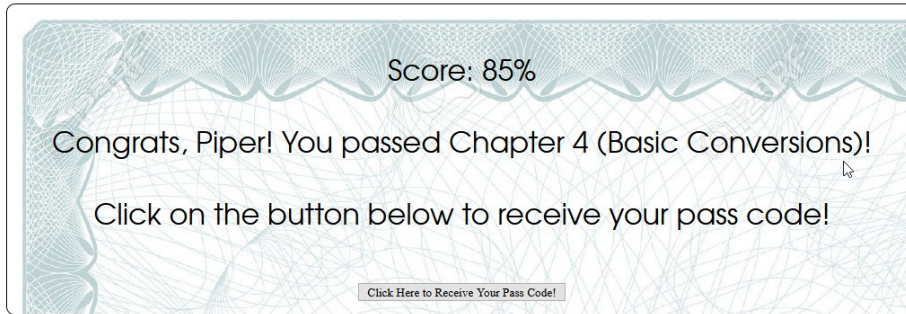 Score: 85%
Congrats, Piper! You passed Chapter 4 (Basic Conversions)!
Click on the button below to receive your pass code!
Click Here to Receive Your Pass Code!